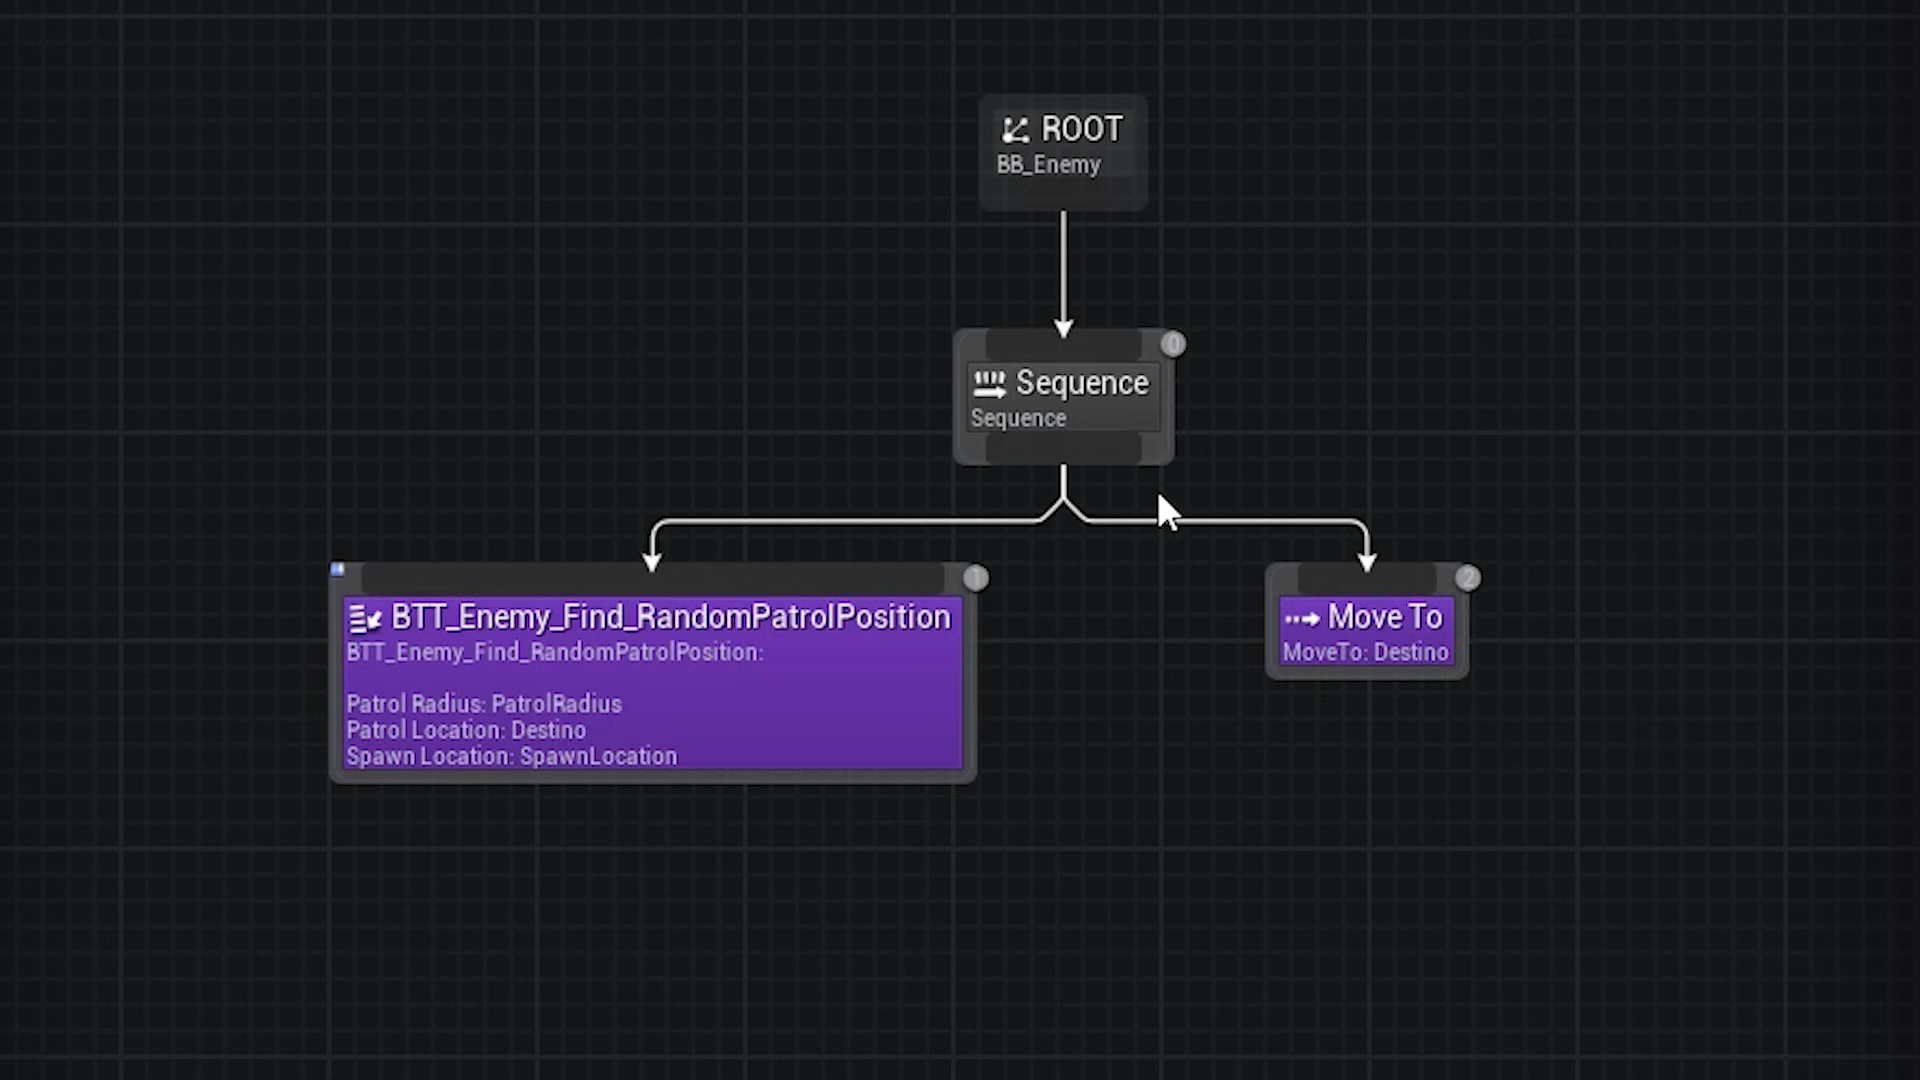 ROOT
BB_Enemy
0
Sequence
Sequence
1
BTT_Enemy_Find_RandomPatrolPosition
BTT_Enemy_Find_RandomPatrolPosition:
Patrol Radius: PatrolRadius
Patrol Location: Destino
Spawn Location: SpawnLocation
2
Move To
MoveTo: Destino